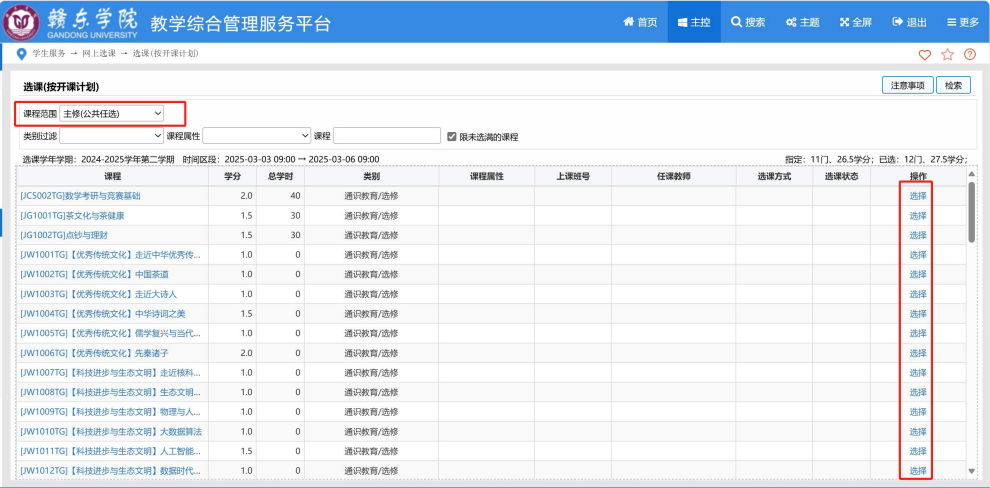 赣东学院 教学综合管理服务平台 首页 主控 搜索 主题 全屏 退出 更多
GANDONG UNIVERSITY
学生服务 → 网上选课 → 选课(按开课计划)
选课(按开课计划) 注意事项 检索
课程范围 主修(公共任选)
类别过滤 课程属性 课程 限未选满的课程
选课学年学期：2024-2025学年第二学期 时间区段：2025-03-03 09:00 → 2025-03-06 09:00 指定：11门、26.5学分；已选：12门、27.5学分；
课程 学分 总学时 类别 课程属性 上课班号 任课教师 选课方式 选课状态 操作
[JC5002TG]数学考研与竞赛基础 2.0 40 通识教育/选修 选择
[JG1001TG]茶文化与茶健康 1.5 30 通识教育/选修 选择
[JG1002TG]点钞与理财 1.5 30 通识教育/选修 选择
[JW1001TG]【优秀传统文化】走近中华优秀传... 1.0 0 通识教育/选修 选择
[JW1002TG]【优秀传统文化】中国茶道 1.0 0 通识教育/选修 选择
[JW1003TG]【优秀传统文化】走近大诗人 1.0 0 通识教育/选修 选择
[JW1004TG]【优秀传统文化】中华诗词之美 1.5 0 通识教育/选修 选择
[JW1005TG]【优秀传统文化】儒学复兴与当代... 1.0 0 通识教育/选修 选择
[JW1006TG]【优秀传统文化】先秦诸子 2.0 0 通识教育/选修 选择
[JW1007TG]【科技进步与生态文明】走近核科... 1.0 0 通识教育/选修 选择
[JW1008TG]【科技进步与生态文明】生态文明... 1.0 0 通识教育/选修 选择
[JW1009TG]【科技进步与生态文明】物理与人... 1.0 0 通识教育/选修 选择
[JW1010TG]【科技进步与生态文明】大数据算法 1.0 0 通识教育/选修 选择
[JW1011TG]【科技进步与生态文明】人工智能... 1.5 0 通识教育/选修 选择
[JW1012TG]【科技进步与生态文明】数据时代... 1.0 0 通识教育/选修 选择